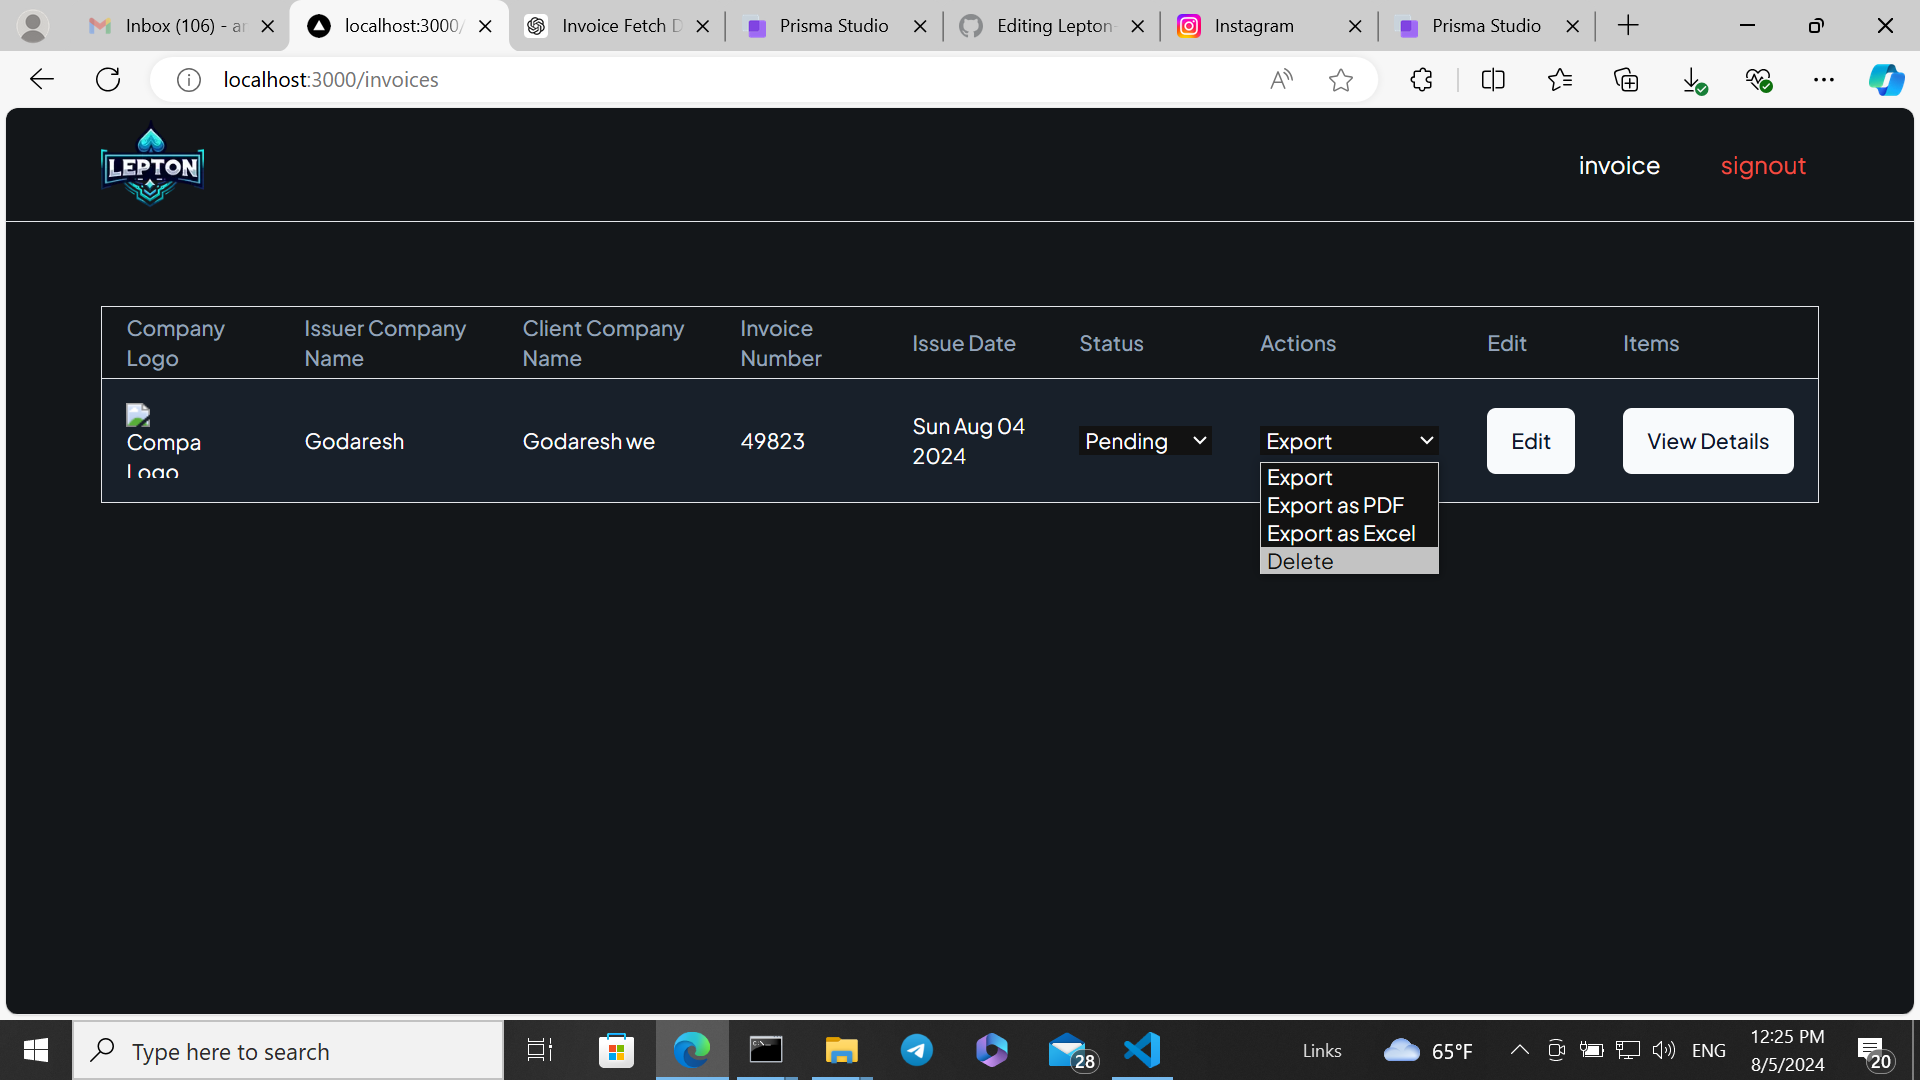 Inbox (106) - ar
localhost:3000/
Invoice Fetch D
Prisma Studio
Editing Lepton-
Instagram
Prisma Studio
localhost:3000/invoices
LEPTON
invoice
signout
Company Logo
Issuer Company Name
Client Company Name
Invoice Number
Issue Date
Status
Actions
Edit
Items
Compa
Logo
Godaresh
Godaresh we
49823
Sun Aug 04
2024
Pending
Export
Edit
View Details
Export
Export as PDF
Export as Excel
Delete
Type here to search
28
Links
65°F
ENG
12:25 PM
8/5/2024
20